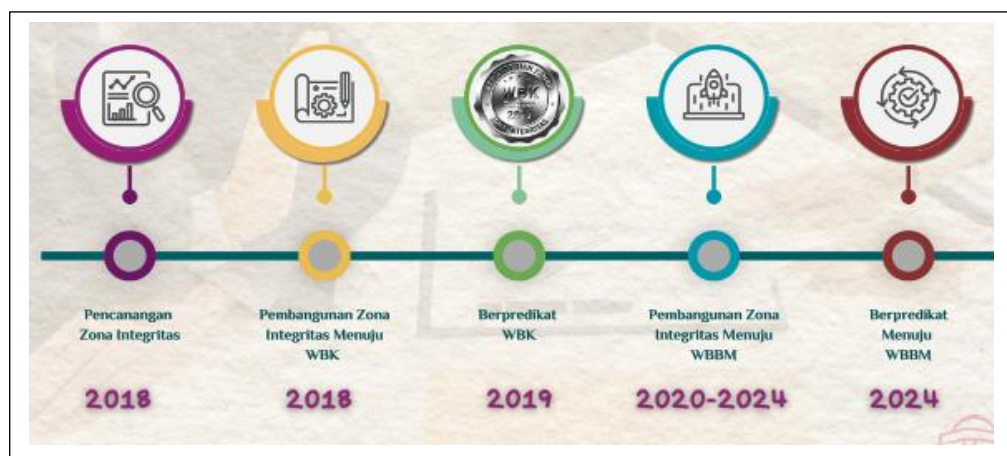 WBK
Pencanangan
Zona Integritas
2018
Pembangunan Zona
Integritas Menuju
WBK
2018
Berpredikat
WBK
2019
Pembangunan Zona
Integritas Menuju
WBBM
2020-2024
Berpredikat
Menuju
WBBM
2024